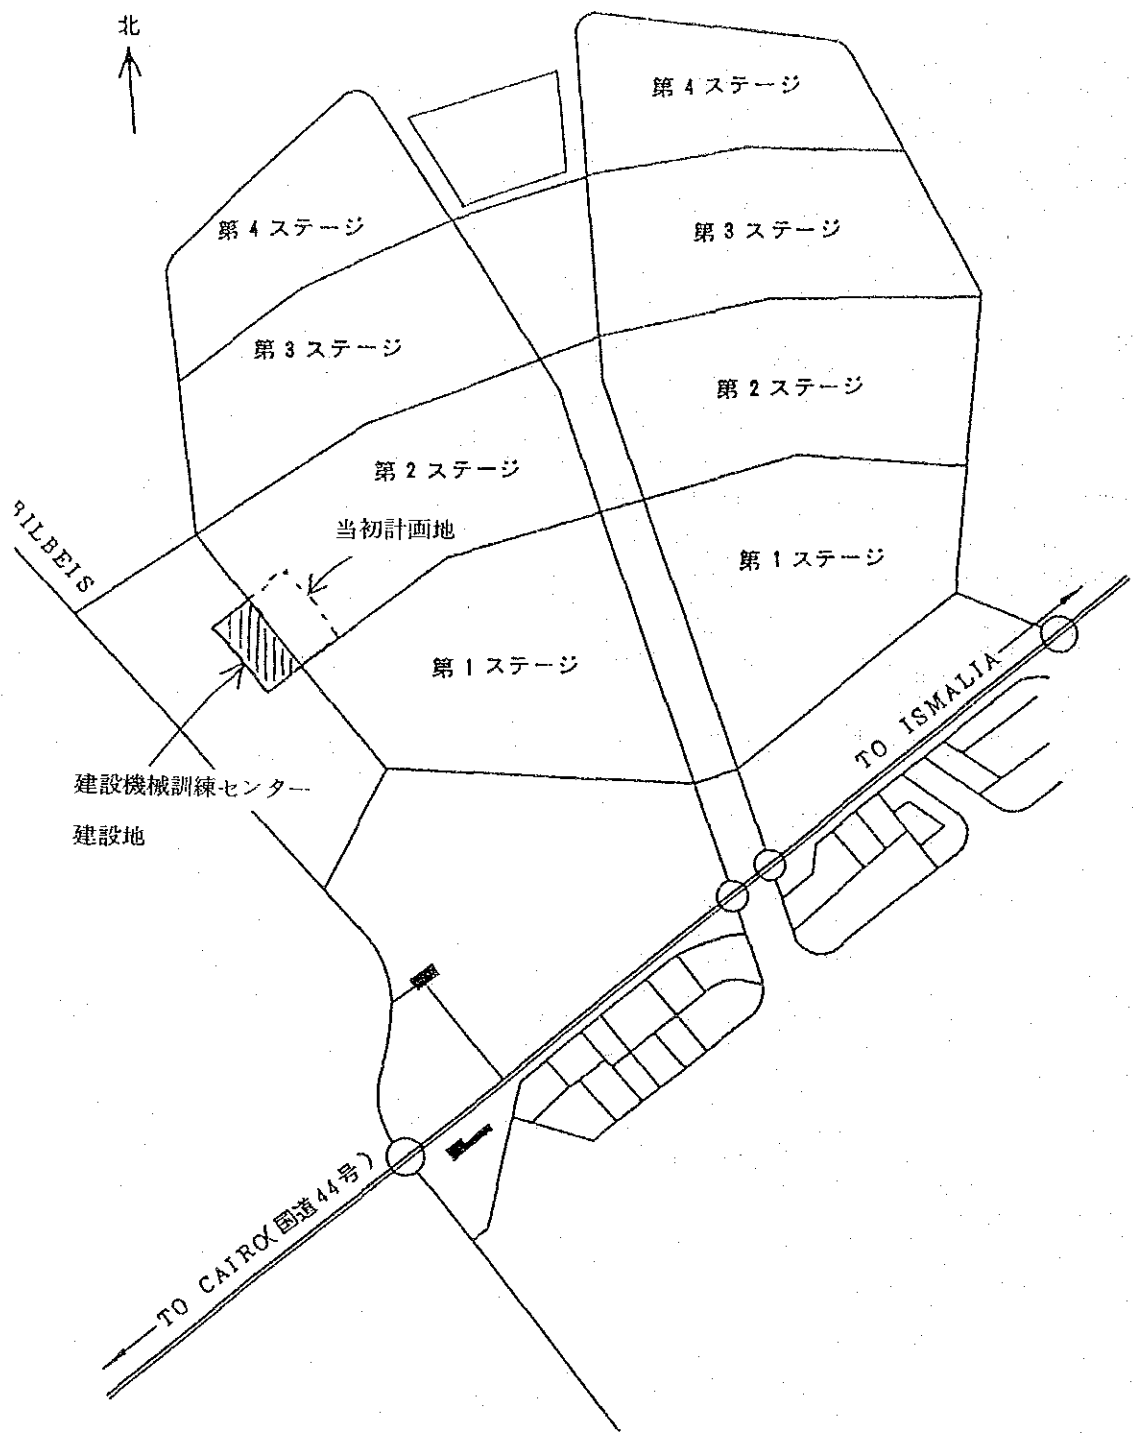 北
第4ステージ
第4ステージ
第3ステージ
第3ステージ
第2ステージ
第2ステージ
BILBEIS
当初計画地
第1ステージ
第1ステージ
TO ISMALIA
建設機械訓練センター
建設地
TO CAIRO(国道44号)